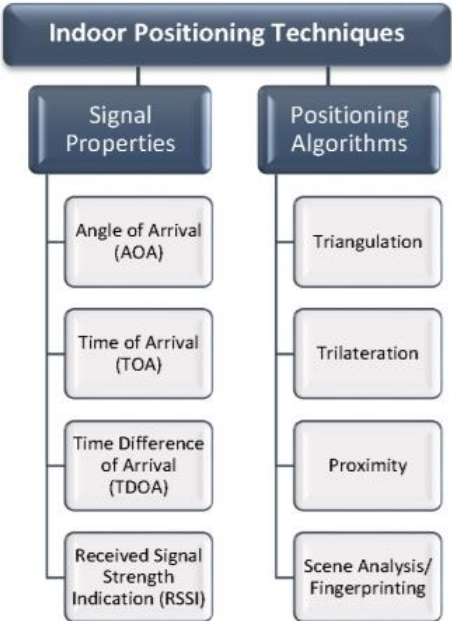 Indoor Positioning Techniques
Signal
Properties
Angle of Arrival
(AOA)
Time of Arrival
(TOA)
Time Difference
of Arrival
(TDOA)
Received Signal
Strength
Indication (RSSI)
Positioning
Algorithms
Triangulation
Trilateration
Proximity
Scene Analysis/
Fingerprinting